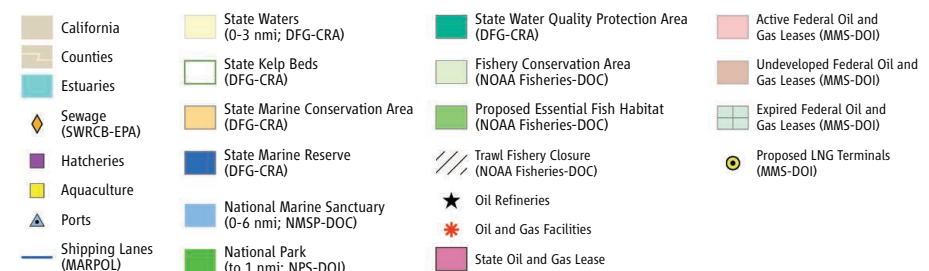 California
Counties
Estuaries
Sewage
(SWRCB-EPA)
Hatcheries
Aquaculture
Ports
Shipping Lanes
(MARPOL)
State Waters
(0-3 nmi; DFG-CRA)
State Kelp Beds
(DFG-CRA)
State Marine Conservation Area
(DFG-CRA)
State Marine Reserve
(DFG-CRA)
National Marine Sanctuary
(0-6 nmi; NMSP-DOC)
National Park
(to 1 nmi; NPS-DOI)
State Water Quality Protection Area
(DFG-CRA)
Fishery Conservation Area
(NOAA Fisheries-DOC)
Proposed Essential Fish Habitat
(NOAA Fisheries-DOC)
Trawl Fishery Closure
(NOAA Fisheries-DOC)
Oil Refineries
Oil and Gas Facilities
State Oil and Gas Lease
Active Federal Oil and
Gas Leases (MMS-DOI)
Undeveloped Federal Oil and
Gas Leases (MMS-DOI)
Expired Federal Oil and
Gas Leases (MMS-DOI)
Proposed LNG Terminals
(MMS-DOI)